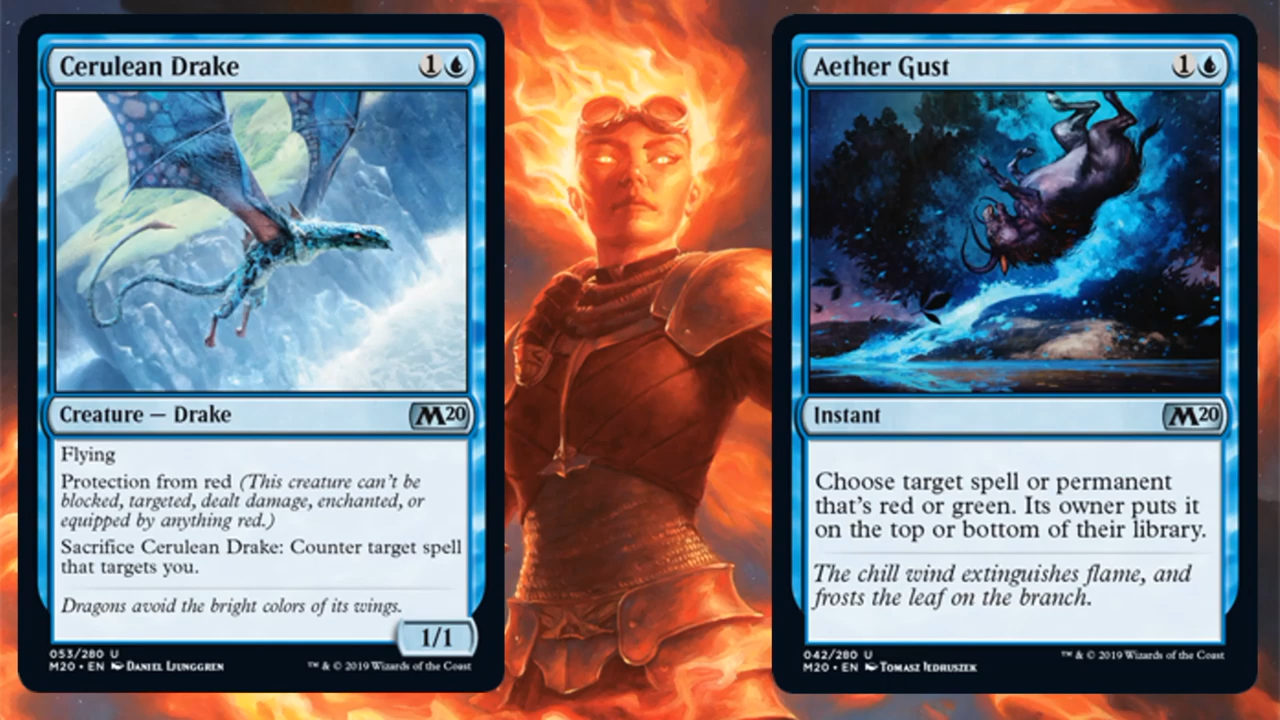 Cerulean Drake 1
Creature — Drake M20
Flying
Protection from red (This creature can't be
blocked, targeted, dealt damage, enchanted, or
equipped by anything red.)
Sacrifice Cerulean Drake: Counter target spell
that targets you.
Dragons avoid the bright colors of its wings.
1/1
053/280 U
M20 • EN Daniel Ljunggren ™ & © 2019 Wizards of the Coast
Aether Gust 1
Instant M20
Choose target spell or permanent
that's red or green. Its owner puts it
on the top or bottom of their library.
The chill wind extinguishes flame, and
frosts the leaf on the branch.
042/280 U ™ & © 2019 Wizards of the Coast
M20 • EN Tomasz Jedruszek